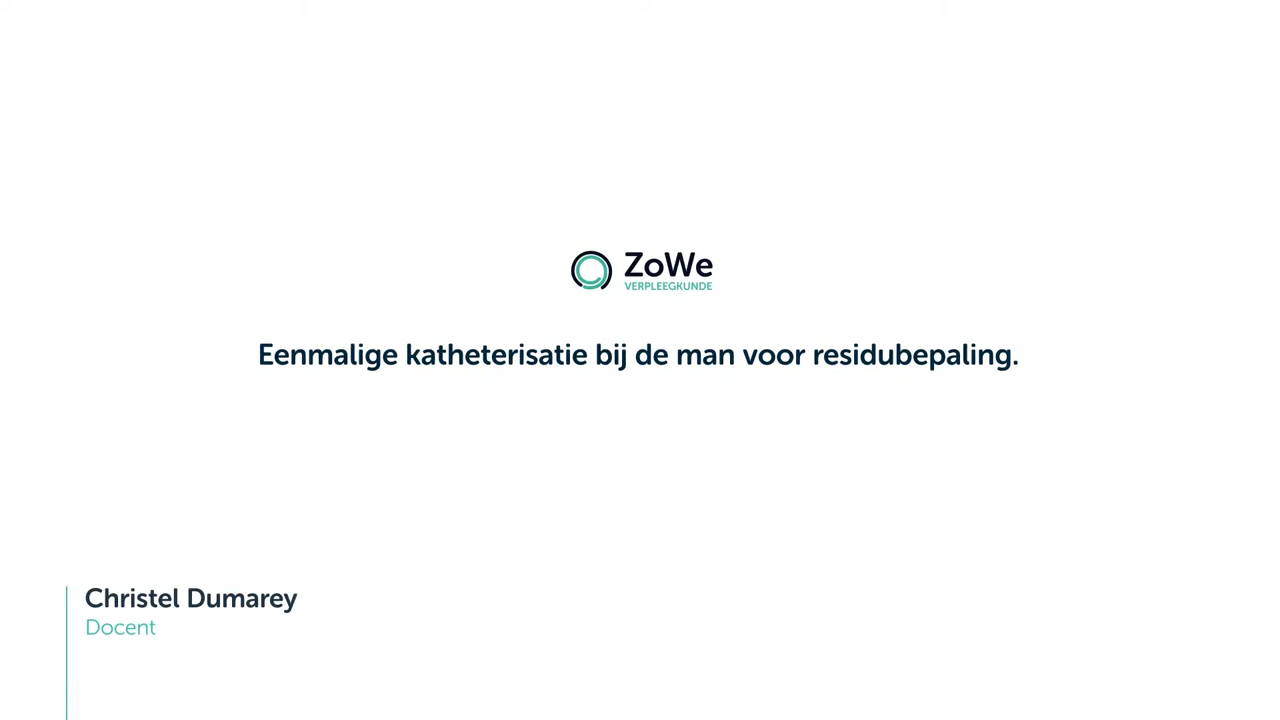 ZoWe
VERPLEEGKUNDE
Eenmalige katheterisatie bij de man voor residubepaling.
Christel Dumarey
Docent